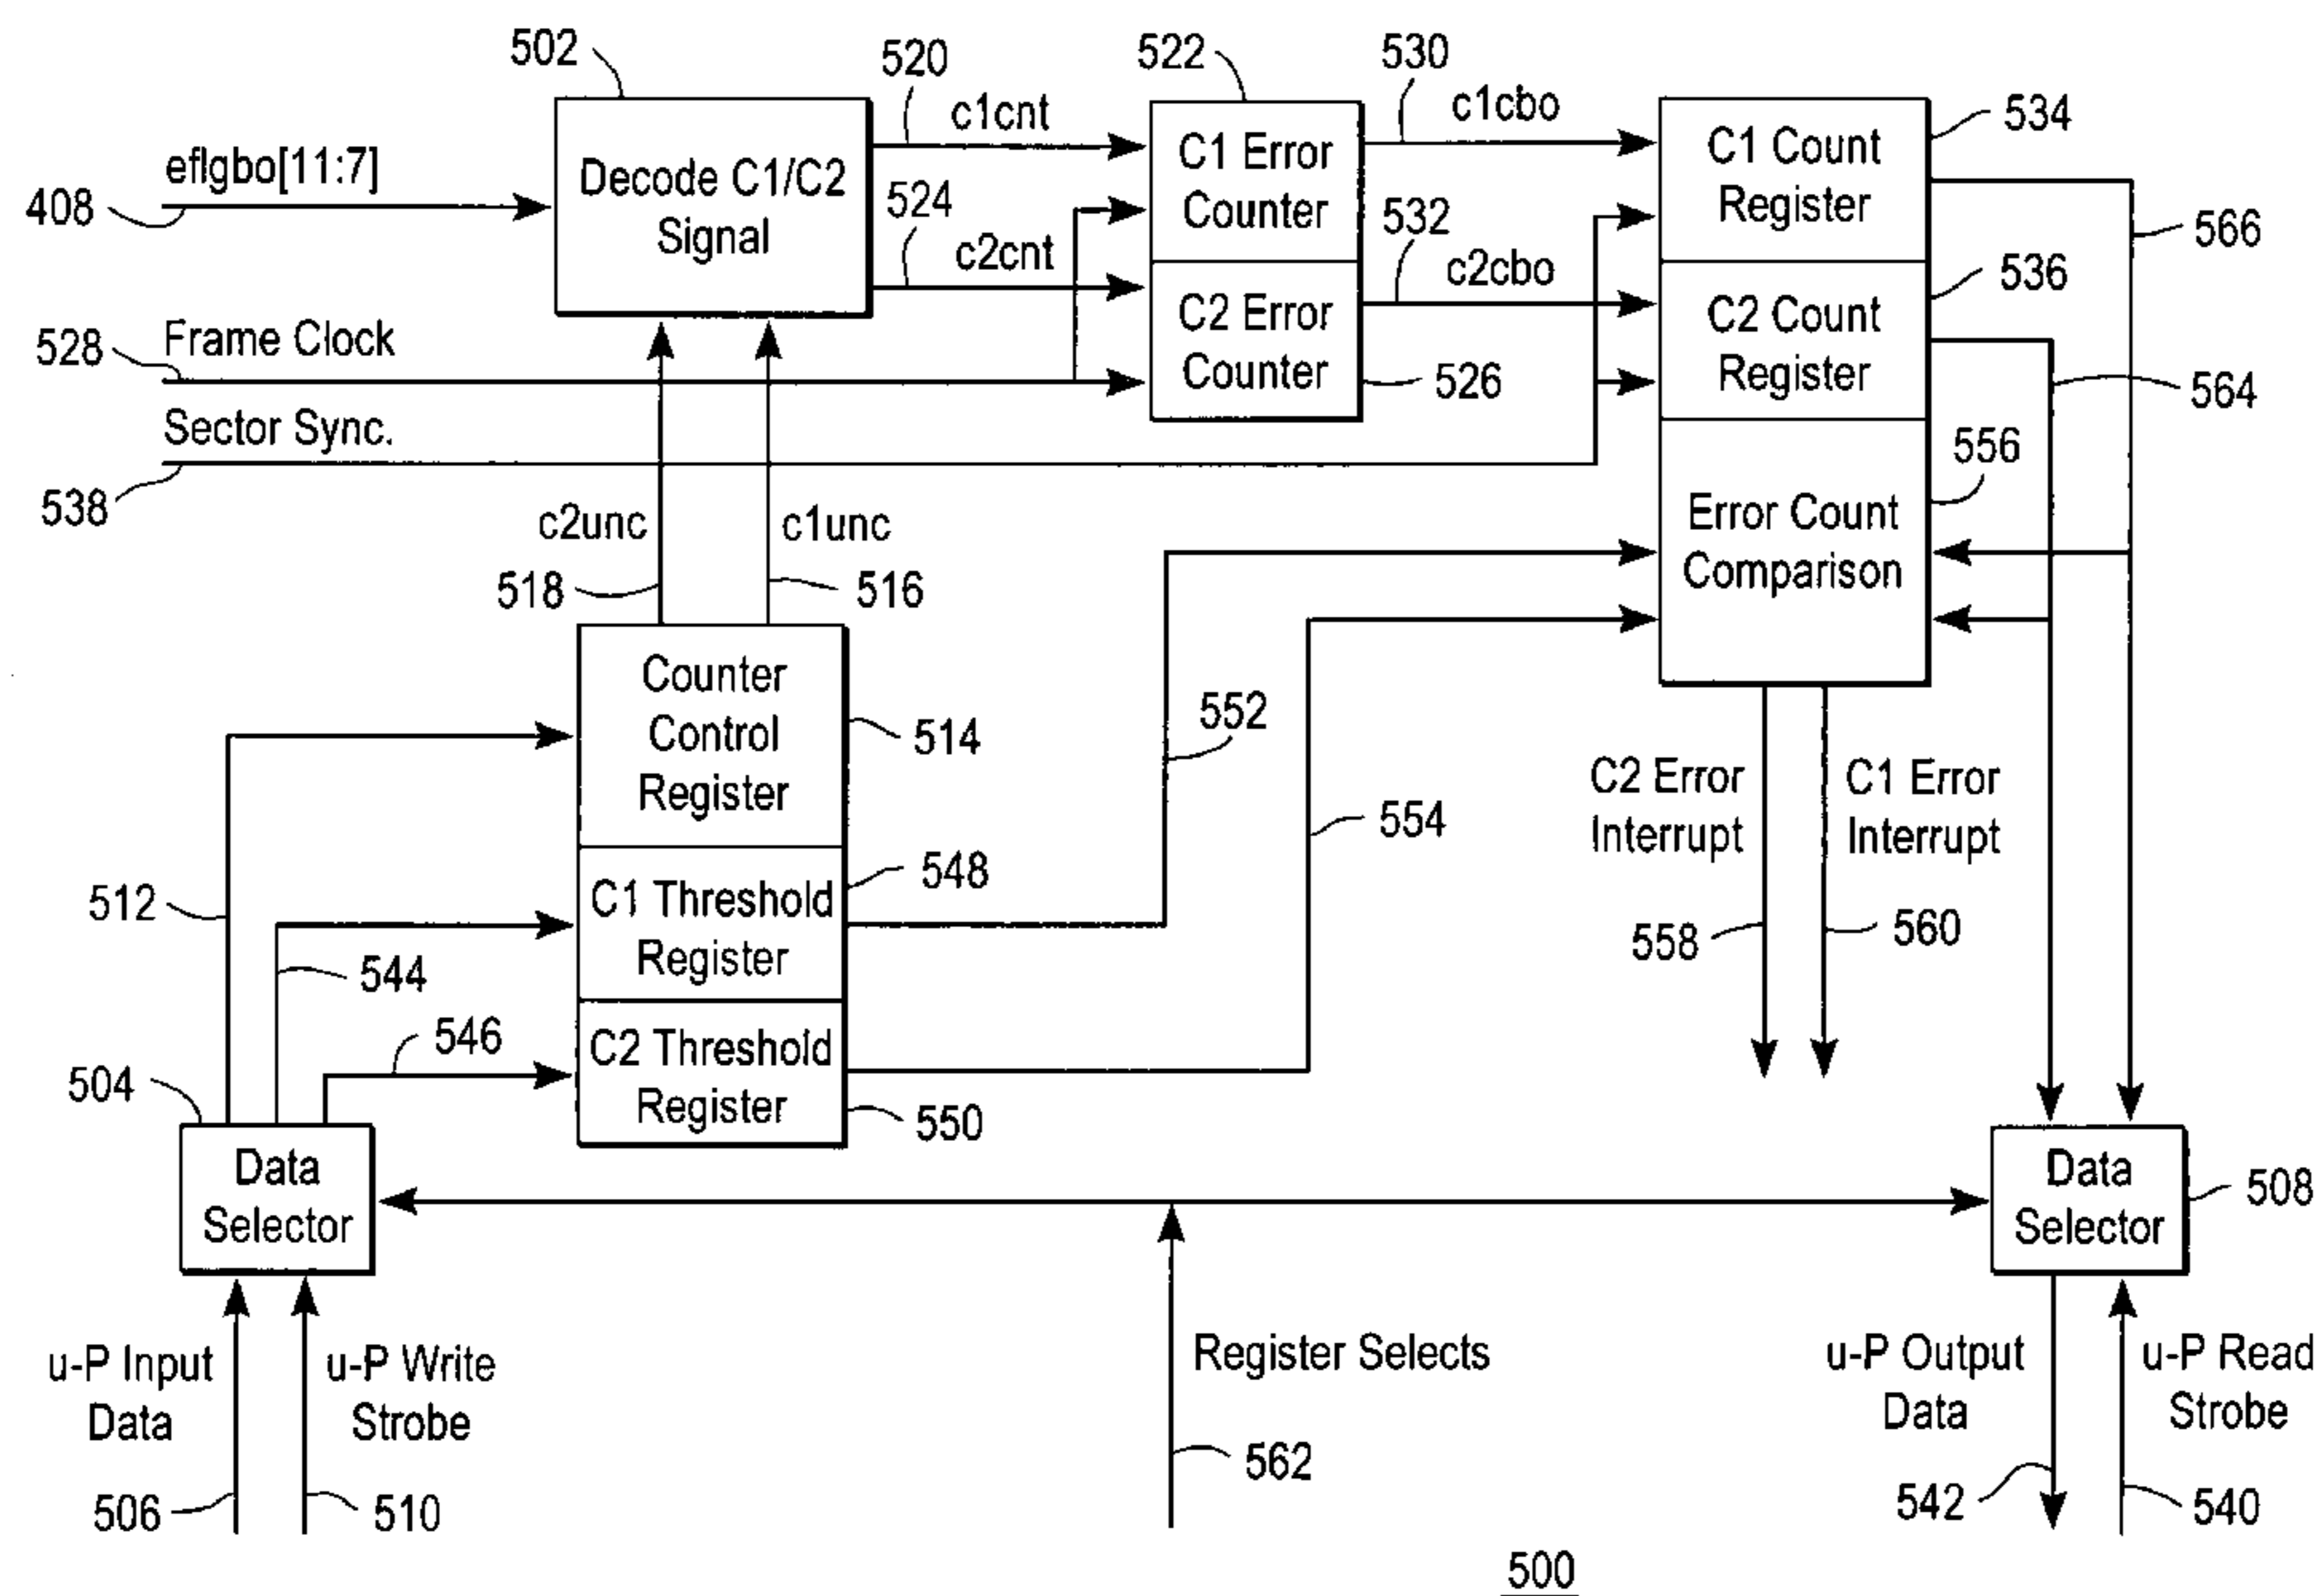 502
520
522
530
c1cnt
c1cbo
534
eflgbo[11:7]
Decode C1/C2
Signal
C1 Error
Counter
C1 Count
Register
408
524
532
566
c2cnt
c2cbo
536
528
Frame Clock
C2 Error
Counter
526
C2 Count
Register
564
Sector Sync.
538
556
c2unc
c1unc
Error Count
Comparison
518
516
Counter
Control
Register
514
552
C2 Error
Interrupt
C1 Error
Interrupt
554
512
C1 Threshold
Register
548
558
560
544
546
C2 Threshold
Register
550
504
Data
Selector
Data
Selector
508
u-P Input
Data
u-P Write
Strobe
Register Selects
u-P Output
Data
u-P Read
Strobe
506
510
562
542
540
500